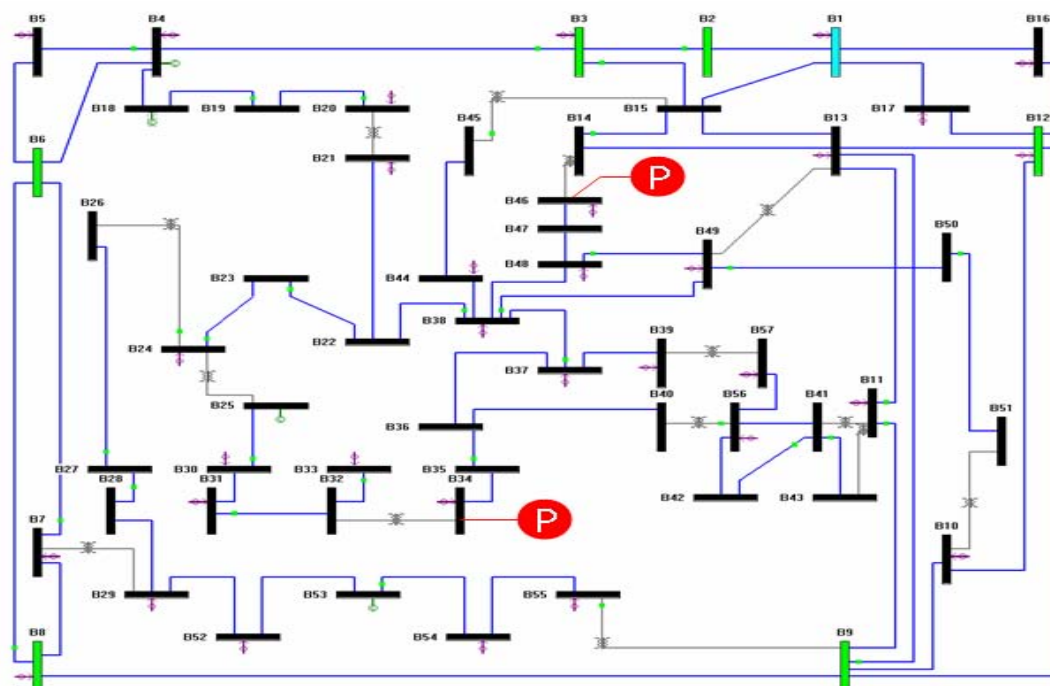 B5 B4 B3 B2 B1 B16
B18 B19 B20 B45 B14 B15 B13 B17 B12
B6 B21
P
B26 B46 B50
B47 B49
B23 B44 B48
B24 B22 B38 B39 B57
B37 B40 B56 B41 B11
B25 B51
B36
B27 B28 B30 B31 B33 B32 B35 B34
B42 B43
B7 P B10
B29 B53 B55
B8 B52 B54 B9